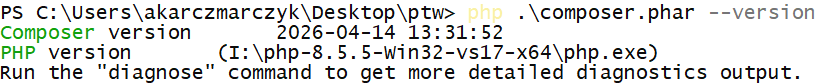 PS C:\Users\akarczmarczyk\Desktop\ptw> php .\composer.phar --version
Composer version 2026-04-14 13:31:52
PHP version (I:\php-8.5.5-Win32-vs17-x64\php.exe)
Run the "diagnose" command to get more detailed diagnostics output.